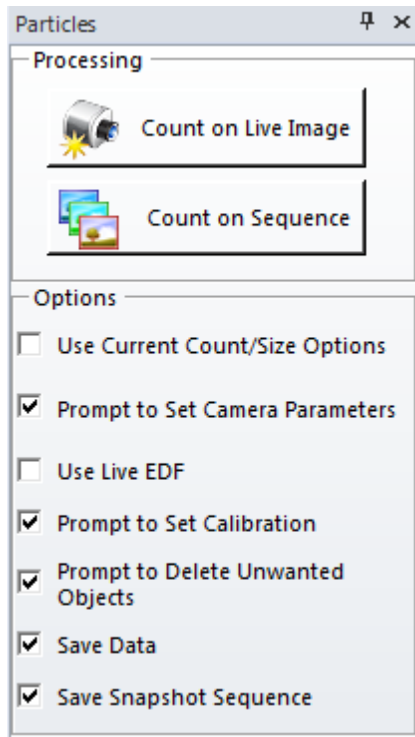 Particles
Processing
Count on Live Image
Count on Sequence
Options
Use Current Count/Size Options
Prompt to Set Camera Parameters
Use Live EDF
Prompt to Set Calibration
Prompt to Delete Unwanted
Objects
Save Data
Save Snapshot Sequence